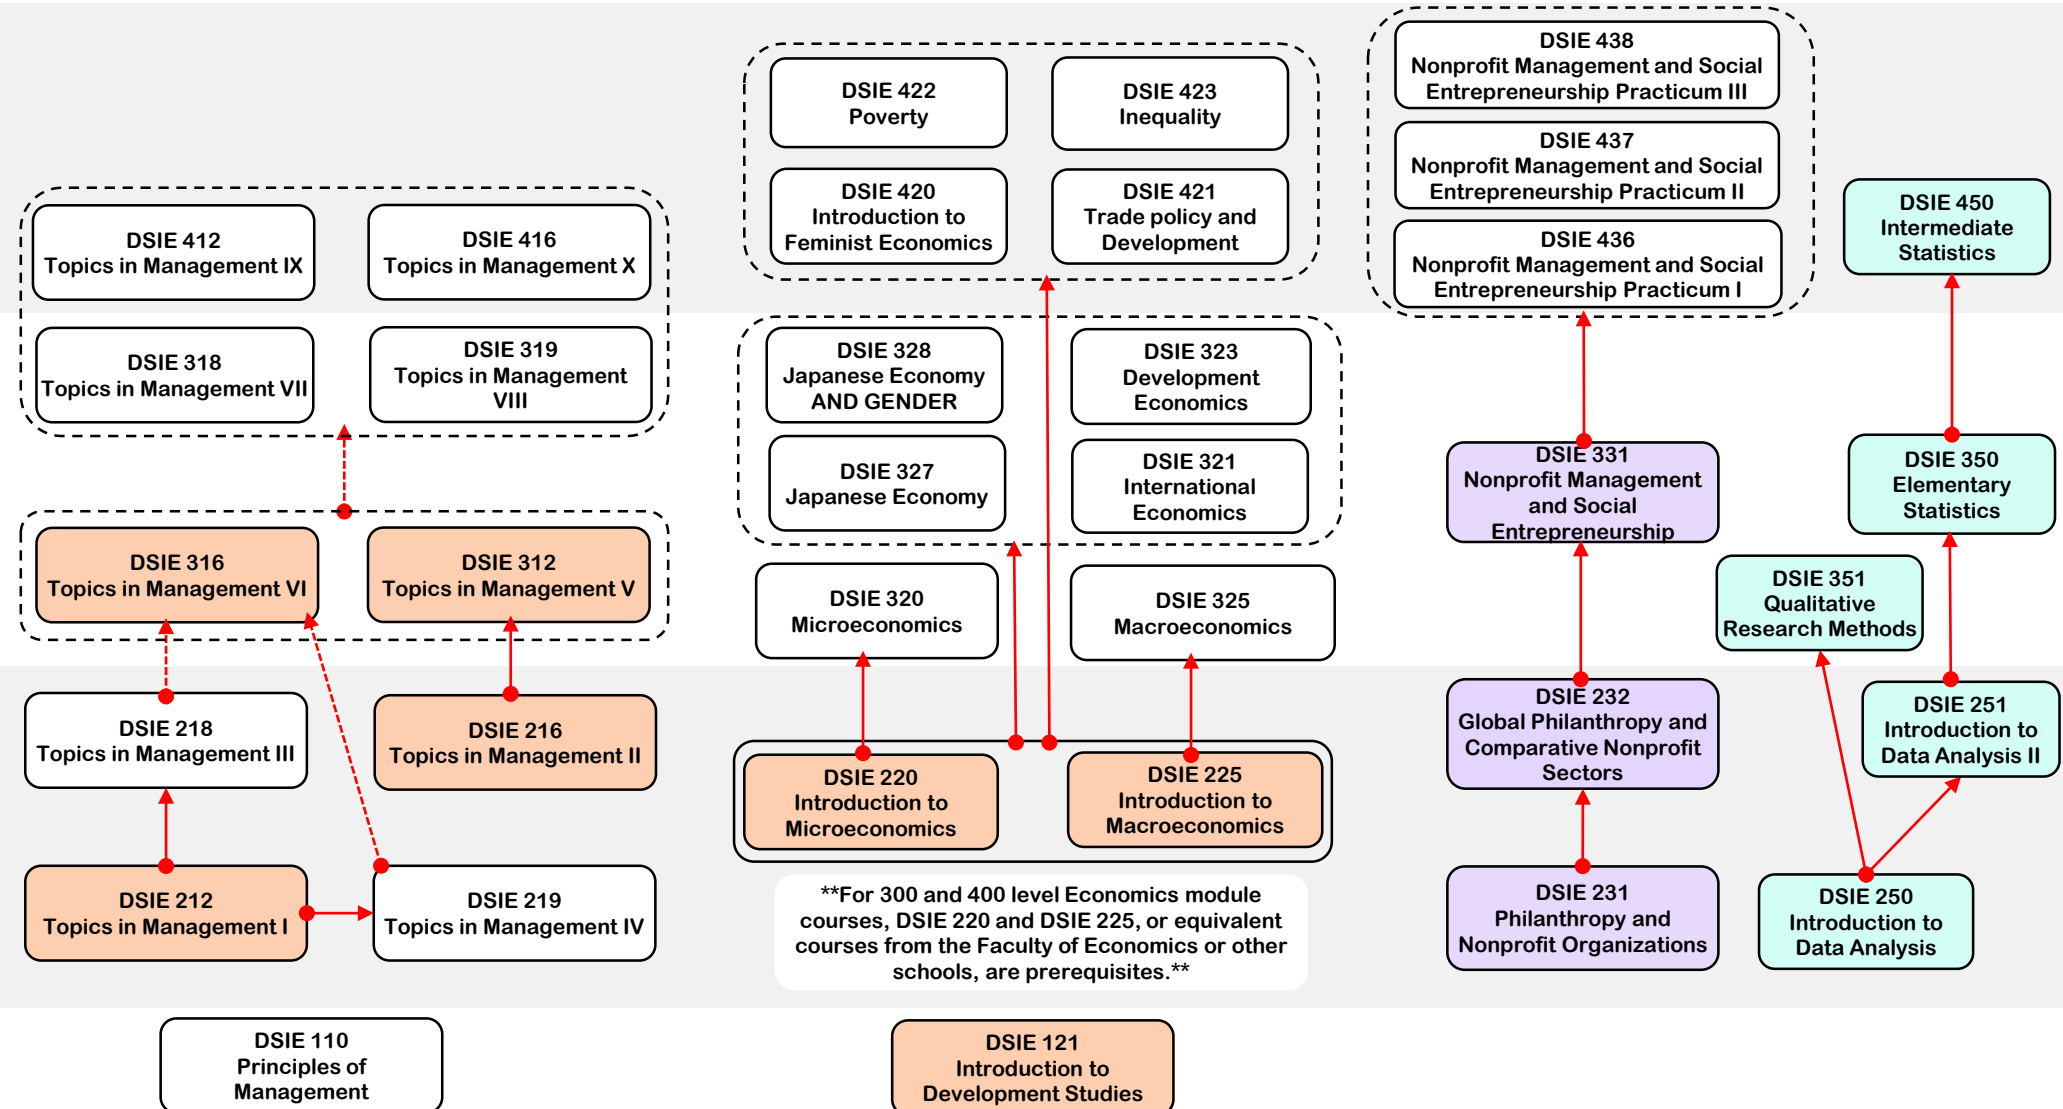 DSIE 438
Nonprofit Management and Social
Entrepreneurship Practicum III
DSIE 422
Poverty
DSIE 423
Inequality
DSIE 437
Nonprofit Management and Social
Entrepreneurship Practicum II
DSIE 420
Introduction to
Feminist Economics
DSIE 421
Trade policy and
Development
DSIE 450
Intermediate
Statistics
DSIE 412
Topics in Management IX
DSIE 416
Topics in Management X
DSIE 436
Nonprofit Management and Social
Entrepreneurship Practicum I
DSIE 318
Topics in Management VII
DSIE 319
Topics in Management
VIII
DSIE 328
Japanese Economy
AND GENDER
DSIE 323
Development
Economics
DSIE 327
Japanese Economy
DSIE 321
International
Economics
DSIE 331
Nonprofit Management
and Social
Entrepreneurship
DSIE 350
Elementary
Statistics
DSIE 316
Topics in Management VI
DSIE 312
Topics in Management V
DSIE 320
Microeconomics
DSIE 325
Macroeconomics
DSIE 351
Qualitative
Research Methods
DSIE 218
Topics in Management III
DSIE 216
Topics in Management II
DSIE 220
Introduction to
Microeconomics
DSIE 225
Introduction to
Macroeconomics
DSIE 232
Global Philanthropy and
Comparative Nonprofit
Sectors
DSIE 251
Introduction to
Data Analysis II
DSIE 212
Topics in Management I
DSIE 219
Topics in Management IV
**For 300 and 400 level Economics module
courses, DSIE 220 and DSIE 225, or equivalent
courses from the Faculty of Economics or other
schools, are prerequisites.**
DSIE 231
Philanthropy and
Nonprofit Organizations
DSIE 250
Introduction to
Data Analysis
DSIE 110
Principles of
Management
DSIE 121
Introduction to
Development Studies